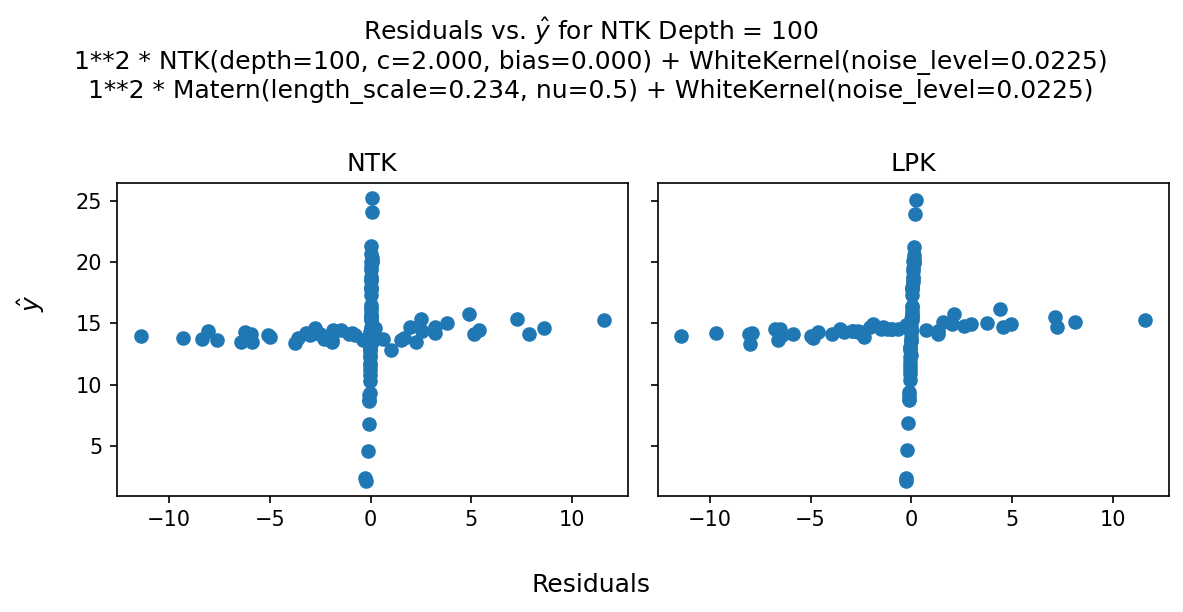 Residuals vs. ŷ for NTK Depth = 100
1**2 * NTK(depth=100, c=2.000, bias=0.000) + WhiteKernel(noise_level=0.0225)
1**2 * Matern(length_scale=0.234, nu=0.5) + WhiteKernel(noise_level=0.0225)
NTK
LPK
25
20
15
10
5
ŷ
−10 −5 0 5 10
−10 −5 0 5 10
Residuals